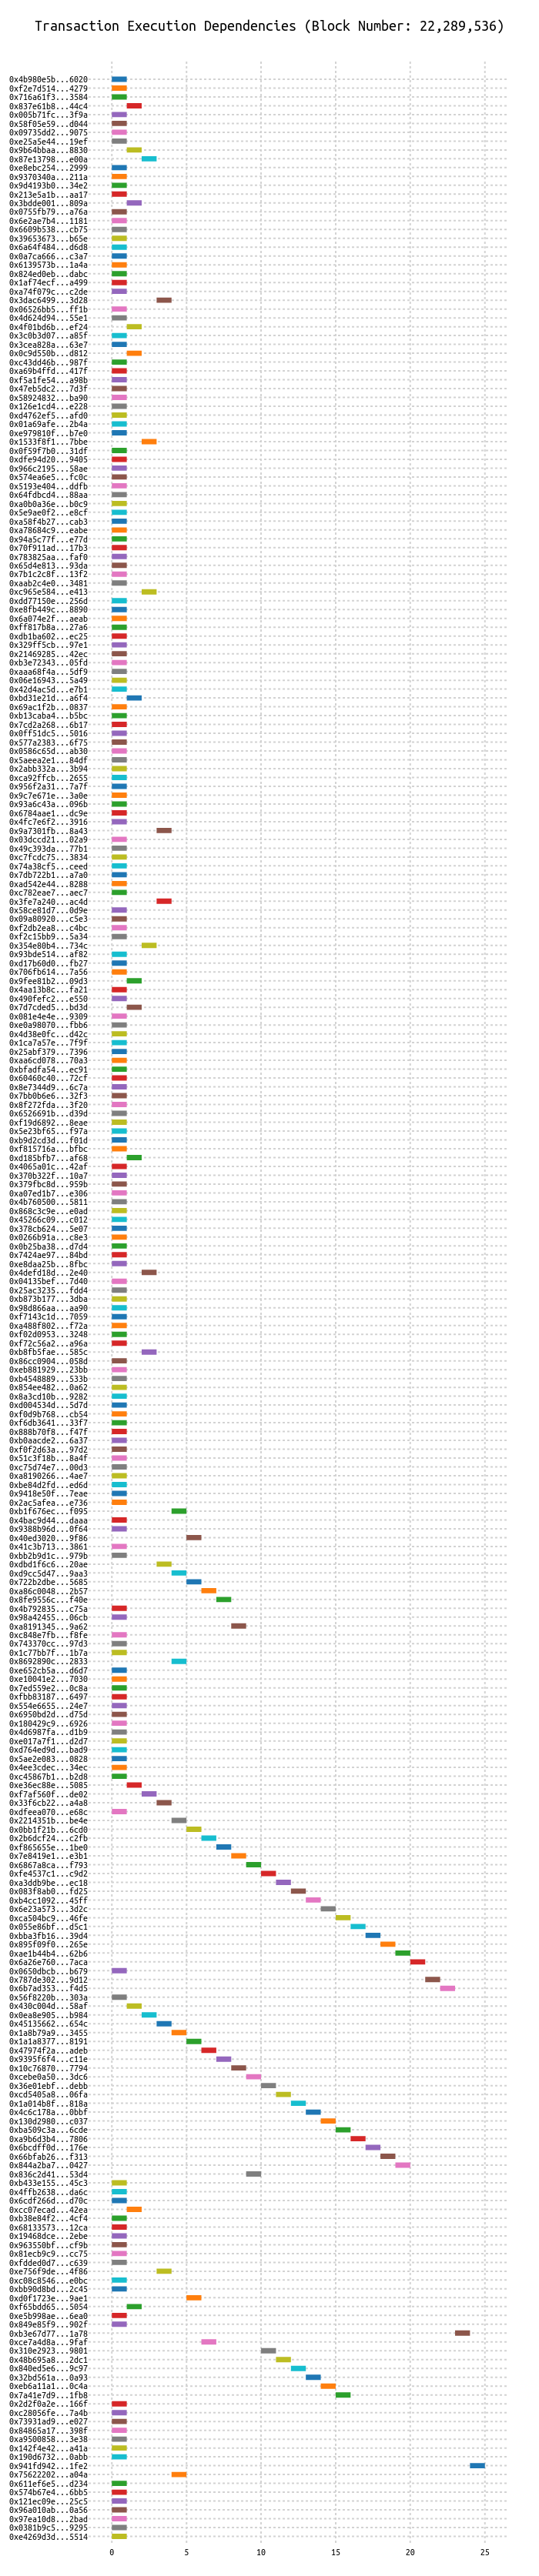 Transaction Execution Dependencies (Block Number: 22,289,536)
0x4b980e5b...6020
0xf2e7d514...4279
0x716a61f3...3584
0x837e61b8...44c4
0x005b71fc...3f9a
0x58f05e59...d044
0x09735dd2...9075
0xe25a5e44...19ef
0x9b64bbaa...8830
0x87e13798...e00a
0xe8ebc254...2999
0x9370340a...211a
0x9d4193b0...34e2
0x213e5a1b...aa17
0x3bdde001...809a
0x0755fb79...a76a
0x6e2ae7b4...1181
0x6609b538...cb75
0x39653673...b65e
0x6a64f484...d6d8
0x0a7ca666...c3a7
0x6139573b...1a4a
0x824ed0eb...dabc
0x1af74ecf...a499
0xa74f079c...c2de
0x3dac6499...3d28
0x06526bb5...ff1b
0x4d624d94...55e1
0x4f01bd6b...ef24
0x3c0b3d07...a85f
0x3cea828a...63e7
0x0c9d550b...d812
0xc43dd46b...987f
0xa69b4ffd...417f
0xf5a1fe54...a98b
0x47eb5dc2...7d3f
0x58924832...ba90
0x126e1cd4...e228
0xd4762ef5...afd0
0x01a69afe...2b4a
0xe979810f...b7e0
0x1533f8f1...7bbe
0x0f59f7b0...31df
0xdfe94d20...9405
0x966c2195...58ae
0x574ea6e5...fc0c
0x5193e404...ddfb
0x64fdbcd4...88aa
0xa0b0a36e...b0c9
0x5e9ae0f2...e8cf
0xa58f4b27...cab3
0xa78684c9...eabe
0x94a5c77f...e77d
0x70f911ad...17b3
0x783825aa...faf0
0x65d4e813...93da
0x7b1c2c8f...13f2
0xaab2c4e0...3481
0xc965e584...e413
0xdd77150e...256d
0xe8fb449c...8890
0x6a074e2f...aeab
0xff817b8a...27a6
0xdb1ba602...ec25
0x329ff5cb...97e1
0x21469285...42ec
0xb3e72343...05fd
0xaaa68f4a...5df9
0x06e16943...5a49
0x42d4ac5d...e7b1
0xbd31e21d...a6f4
0x69ac1f2b...0837
0xb13caba4...b5bc
0x7cd2a268...6b17
0x0ff51dc5...5016
0x577a2383...6f75
0x0586c65d...ab30
0x5aeea2e1...84df
0x2abb332a...3b94
0xca92ffcb...2655
0x956f2a31...7a7f
0x9c7e671e...3a0e
0x93a6c43a...096b
0x6784aae1...dc9e
0x4fc7e6f2...3916
0x9a7301fb...8a43
0x03dccd21...02a9
0x49c393da...77b1
0xc7fcdc75...3834
0x74a38cf5...ceed
0x7db722b1...a7a0
0xad542e44...8288
0xc782eae7...aec7
0x3fe7a240...ac4d
0x58ce81d7...0d9e
0x09a80920...c5e3
0xf2db2ea8...c4bc
0xf2c15bb9...5a34
0x354e80b4...734c
0x93bde514...af82
0xd17b60d0...fb27
0x706fb614...7a56
0x9fee81b2...09d3
0x4aa13b8c...fa21
0x490fefc2...e550
0x7d7cded5...bd3d
0x081e4e4e...9309
0xe0a98070...fbb6
0x4d38e0fc...d42c
0x1ca7a57e...7f9f
0x25abf379...7396
0xaa6cd078...70a3
0xbfadfa54...ec91
0x60460c40...72cf
0x8e7344d9...6c7a
0x7bb0b6e6...32f3
0x8f272fda...3f20
0x6526691b...d39d
0xf19d6892...8eae
0x5e23bf65...f97a
0xb9d2cd3d...f01d
0xf815716a...bfbc
0xd185bfb7...af68
0x4065a01c...42af
0x370b322f...10a7
0x379fbc8d...959b
0xa07ed1b7...e306
0x4b760500...5811
0x868c3c9e...e0ad
0x45266c09...c012
0x378cb624...5e07
0x0266b91a...c8e3
0x0b25ba38...d7d4
0x7424ae97...84bd
0xe8daa25b...8fbc
0x4defd18d...2e40
0x04135bef...7d40
0x25ac3235...fdd4
0xb873b177...3dba
0x98d866aa...aa90
0xf7143c1d...7059
0xa488f802...f72a
0xf02d0953...3248
0xf72c56a2...a96a
0xb8fb5fae...585c
0x86cc0904...058d
0xeb881929...23bb
0xb4548889...533b
0x854ee482...0a62
0x8a3cd10b...9282
0xd004534d...5d7d
0xf0d9b768...cb54
0xf6db3641...33f7
0x888b70f8...f47f
0xb0aacde2...6a37
0xf0f2d63a...97d2
0x51c3f18b...8a4f
0xc75d74e7...00d3
0xa8190266...4ae7
0xbe84d2fd...ed6d
0x9418e50f...7eae
0x2ac5afea...e736
0xb1f676ec...f095
0x4bac9d44...daaa
0x9388b96d...0f64
0x40ed3020...9f86
0x41c3b713...3861
0xbb2b9d1c...979b
0xdbd1f6c6...20ae
0xd9cc5d47...9aa3
0x722b2dbe...5685
0xa86c0048...2b57
0x8fe9556c...f40e
0x4b792835...c75a
0x98a42455...06cb
0xa8191345...9a62
0xc848e7fb...f8fe
0x743370cc...97d3
0x1c77bb7f...1b7a
0x8692890c...2833
0xe652cb5a...d6d7
0xe10041e2...7030
0x7ed559e2...0c8a
0xfbb83187...6497
0x554e6655...24e7
0x6950bd2d...d75d
0x180429c9...6926
0x4d6987fa...d1b9
0xe017a7f1...d2d7
0xd764ed9d...bad9
0x5ae2e083...0828
0x4ee3cdec...34ec
0xc45867b1...b2d8
0xe36ec88e...5085
0xf7af560f...de02
0x33f6cb22...a4a8
0xdfeea070...e68c
0x2214351b...be4e
0x0bb1f21b...6cd0
0x2b6dcf24...c2fb
0xf865655e...1be0
0x7e8419e1...e3b1
0x6867a8ca...f793
0xfe4537c1...c9d2
0xa3ddb9be...ec18
0x083f8ab0...fd25
0xb4cc1092...45ff
0x6e23a573...3d2c
0xca504bc9...46fe
0x055e86bf...d5c1
0xbba3fb16...39d4
0x895f09f0...265e
0xae1b44b4...62b6
0x6a26e760...7aca
0x0650dbcb...b679
0x787de302...9d12
0x6b7ad353...f4d5
0x56f8220b...303a
0x430c004d...58af
0x0ea8e905...b984
0x45135662...654c
0x1a8b79a9...3455
0x1a1a8377...8191
0x47974f2a...adeb
0x9395f6f4...c11e
0x10c76870...7794
0xcebe0a50...3dc6
0x36e01ebf...debb
0xcd5405a8...06fa
0x1a014b8f...818a
0x4c6c178a...0bbf
0x130d2980...c037
0xba509c3a...6cde
0xa9b6d3b4...7806
0x6bcdff0d...176e
0x66bfab26...f313
0x844a2ba7...0427
0x836c2d41...53d4
0xb433e155...45c3
0x4ffb2638...da6c
0x6cdf266d...d70c
0xcc07ecad...42ea
0xb38e84f2...4cf4
0x68133573...12ca
0x19468dce...2ebe
0x963550bf...cf9b
0x81ecb9c9...cc75
0xfdded0d7...c639
0xe756f9de...4f86
0xc08c8546...e0bc
0xbb90d8bd...2c45
0xd0f1723e...9ae1
0xf65bdd65...5054
0xe5b998ae...6ea0
0x849e85f9...902f
0xb3e67d77...1a78
0xce7a4d8a...9faf
0x310e2923...9801
0x48b695a8...2dc1
0x840ed5e6...9c97
0x32bd561a...0a93
0xeb6a11a1...0c4a
0x7a41e7d9...1fb8
0x2d2f0a2e...166f
0xc28056fe...7a4b
0x73931ad9...e027
0x84865a17...398f
0xa9500858...3e38
0x142f4e42...a41a
0x190d6732...0abb
0x941fd942...1fe2
0x75622202...a04a
0x611ef6e5...d234
0x574b67e4...6bb5
0x121ec09e...25c5
0x96a010ab...0a56
0x97ea10d8...2bad
0x0381b9c5...9295
0xe4269d3d...5514
0 5 10 15 20 25